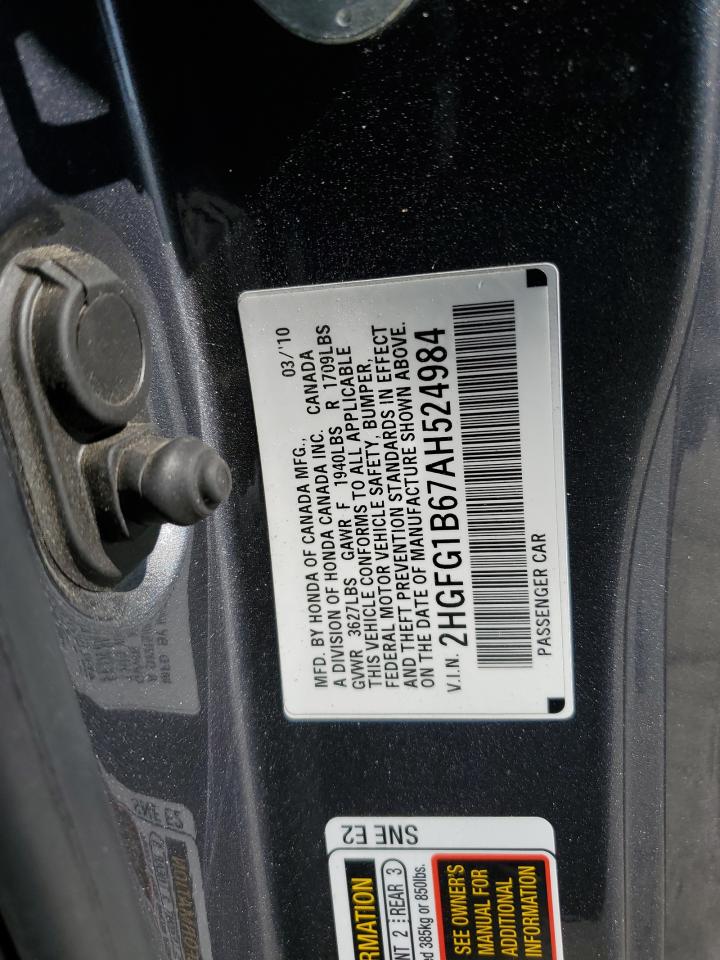 MFD. BY HONDA OF CANADA MFG., 03/'10
A DIVISION OF HONDA CANADA INC. CANADA
GVWR 3627LBS GAWR F 1940LBS R 1709LBS
THIS VEHICLE CONFORMS TO ALL APPLICABLE
FEDERAL MOTOR VEHICLE SAFETY, BUMPER,
AND THEFT PREVENTION STANDARDS IN EFFECT
ON THE DATE OF MANUFACTURE SHOWN ABOVE.
V.I.N. 2HGFG1B67AH524984
PASSENGER CAR
SNE E2
REAR 3
385kg or 850lbs.
SEE OWNER'S
MANUAL FOR
ADDITIONAL
INFORMATION